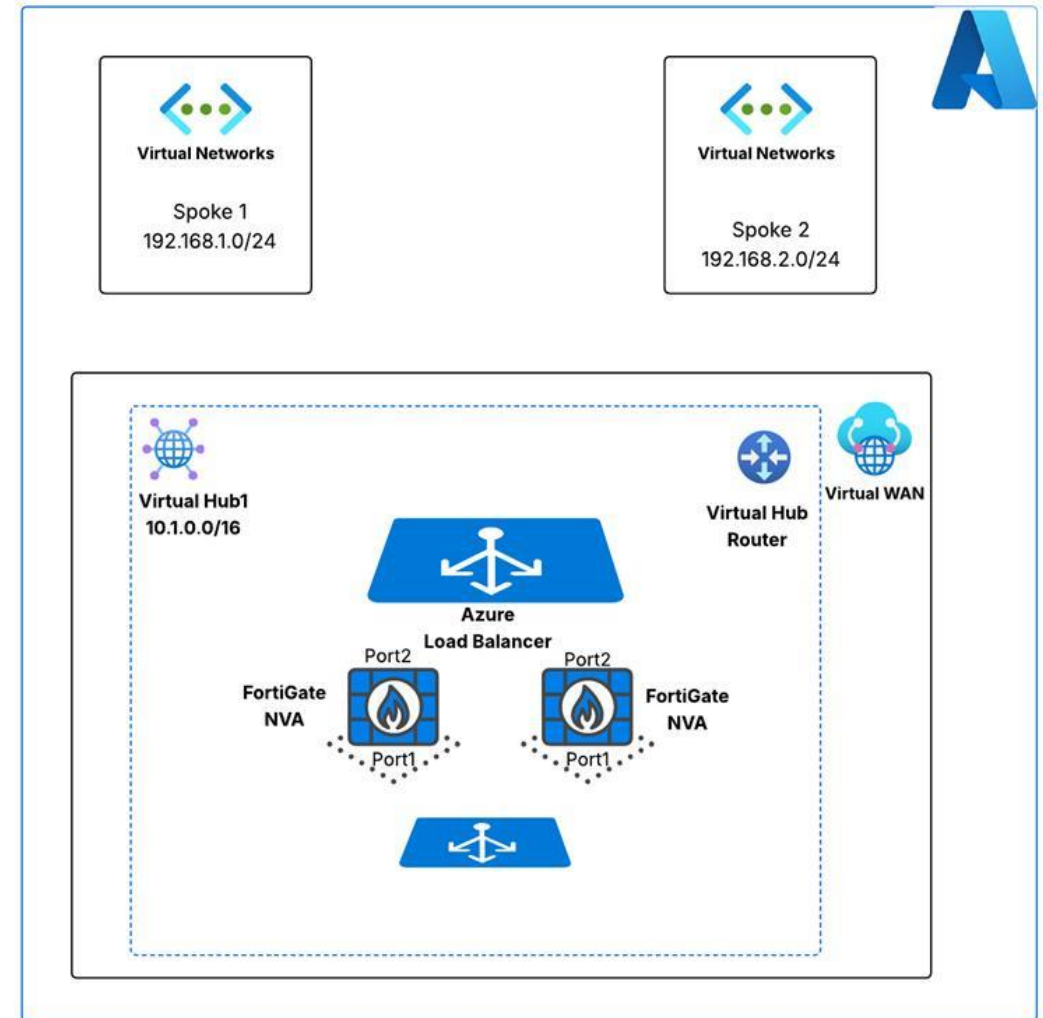 Virtual Networks
Spoke 1
192.168.1.0/24
Virtual Networks
Spoke 2
192.168.2.0/24
Virtual Hub1
10.1.0.0/16
Virtual Hub
Router
Virtual WAN
Azure
Load Balancer
Port2
FortiGate
NVA
Port1
Port2
FortiGate
NVA
Port1